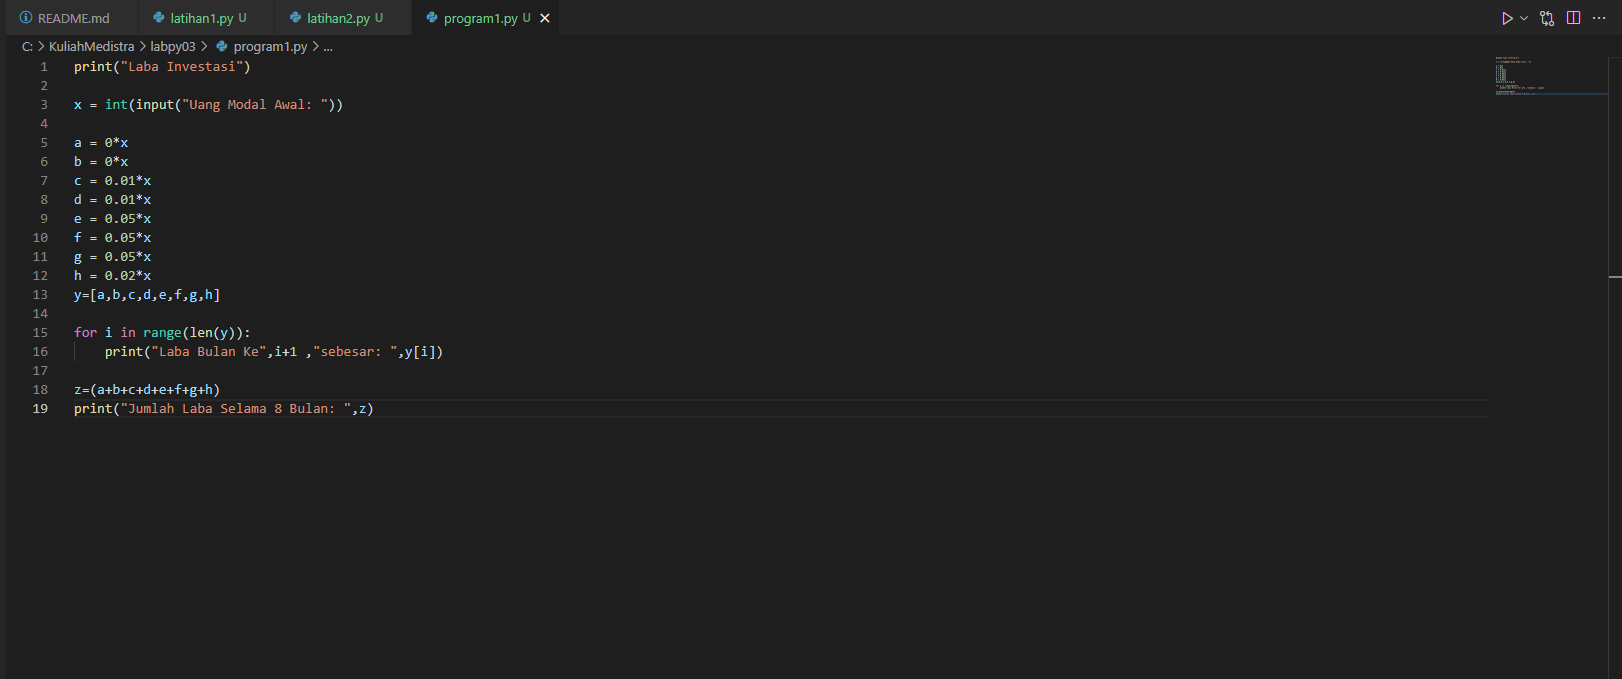 README.md latihan1.py U latihan2.py U program1.py U
C: > KuliahMedistra > labpy03 > program1.py > ...
1 print("Laba Investasi")
2
3 x = int(input("Uang Modal Awal: "))
4
5 a = 0*x
6 b = 0*x
7 c = 0.01*x
8 d = 0.01*x
9 e = 0.05*x
10 f = 0.05*x
11 g = 0.05*x
12 h = 0.02*x
13 y=[a,b,c,d,e,f,g,h]
14
15 for i in range(len(y)):
16     print("Laba Bulan Ke",i+1 ,"sebesar: ",y[i])
17
18 z=(a+b+c+d+e+f+g+h)
19 print("Jumlah Laba Selama 8 Bulan: ",z)